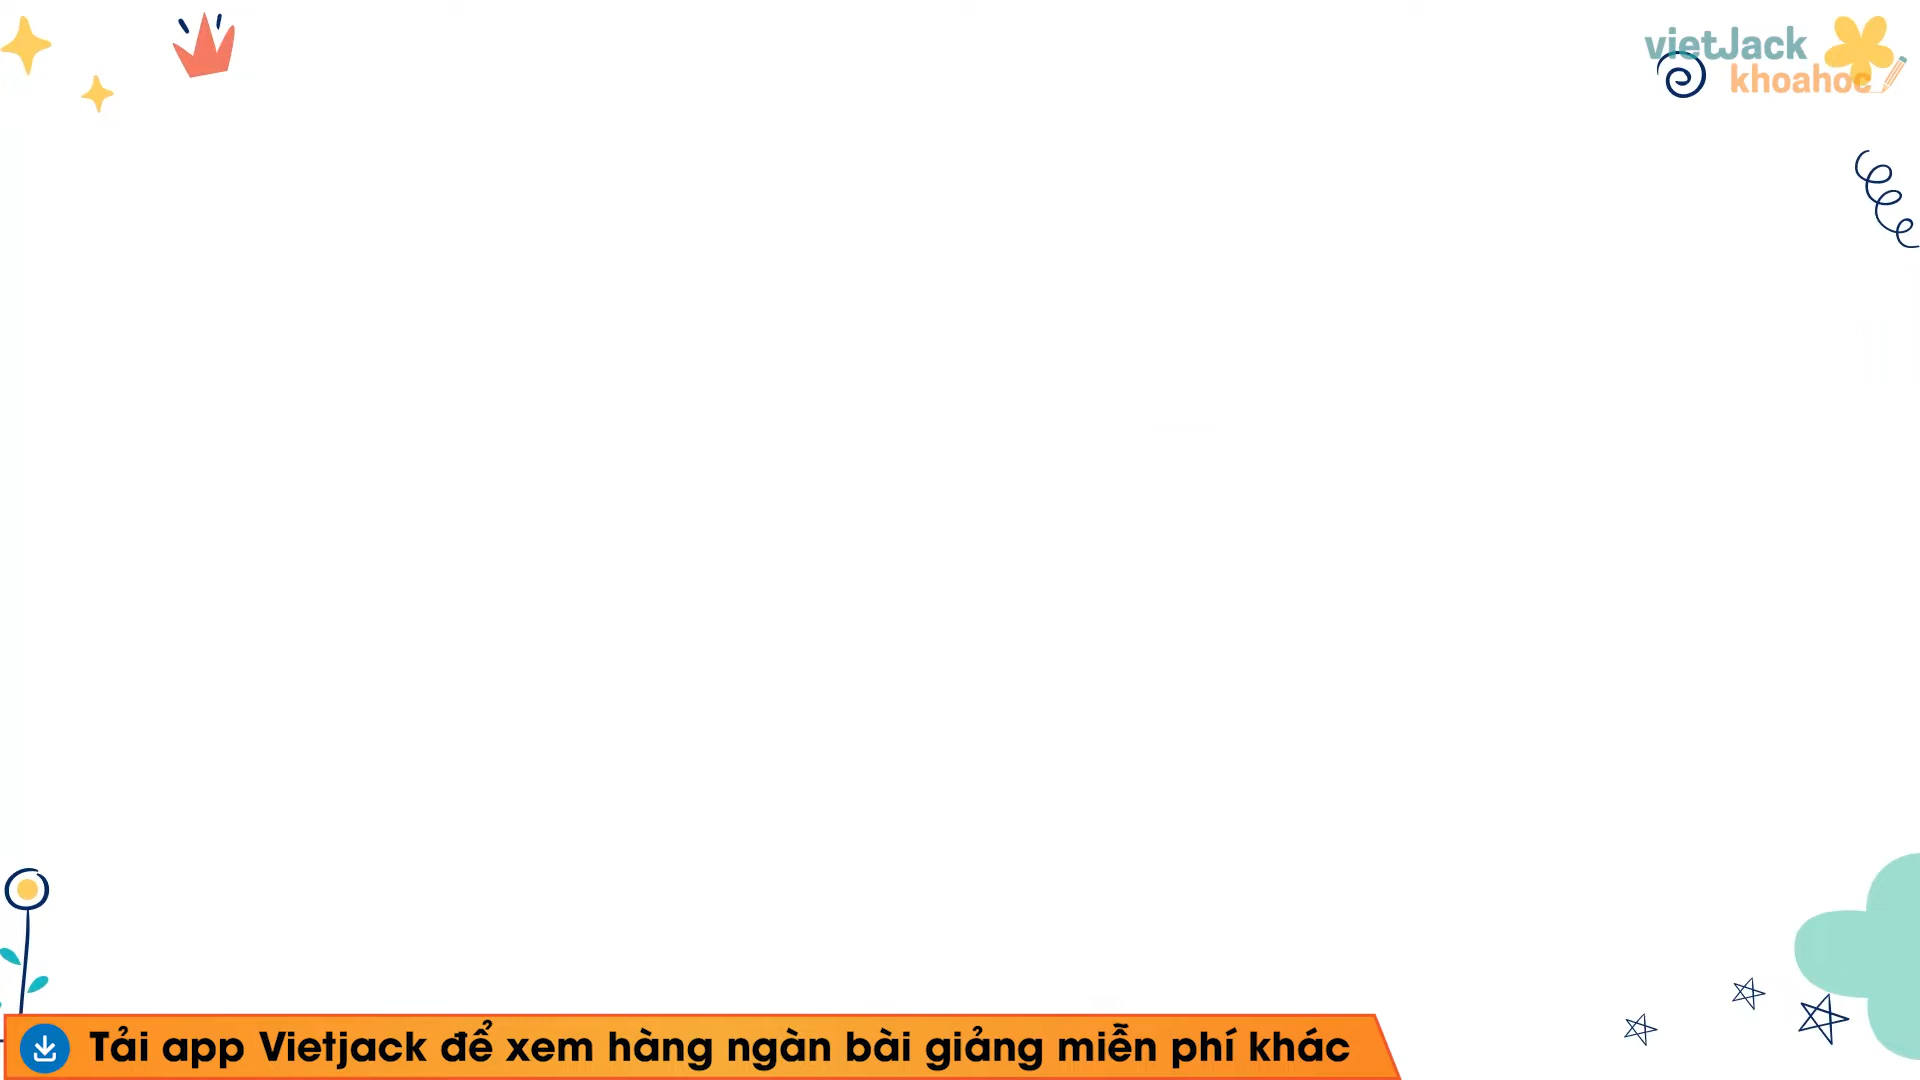 vietJack
khoahoc
Tải app Vietjack để xem hàng ngàn bài giảng miễn phí khác